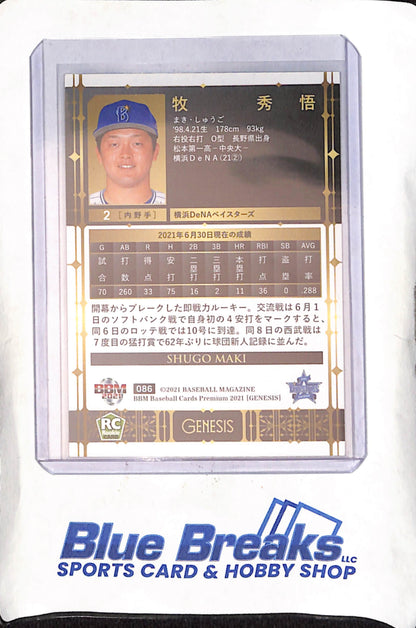 牧 秀悟
まき・しゅうご
'98.4.21生 178cm 93kg
右投右打 O型 長野県出身
松本第一高－中央大－
横浜DeNA(21②)
2 [内野手] 横浜DeNAベイスターズ
2021年6月30日現在の成績
G AB R H 2B 3B HR RBI SB AVG
試合 打数 得点 安打 二塁打 三塁打 本塁打 打点 盗塁 打率
70 260 33 75 16 2 11 36 0 .288
開幕からブレークした即戦力ルーキー。交流戦は6月1
日のソフトバンク戦で自身初の4安打をマークすると、
同6日のロッテ戦では10号に到達。同8日の西武戦は
7度目の猛打賞で62年ぶりに球団新人記録に並んだ。
SHUGO MAKI
BBM 2021
086 ©2021 BASEBALL MAGAZINE
BBM Baseball Cards Premium 2021 [GENESIS]
RC
Rookie CARD
GENESIS
Blue Breaks LLC
SPORTS CARD & HOBBY SHOP